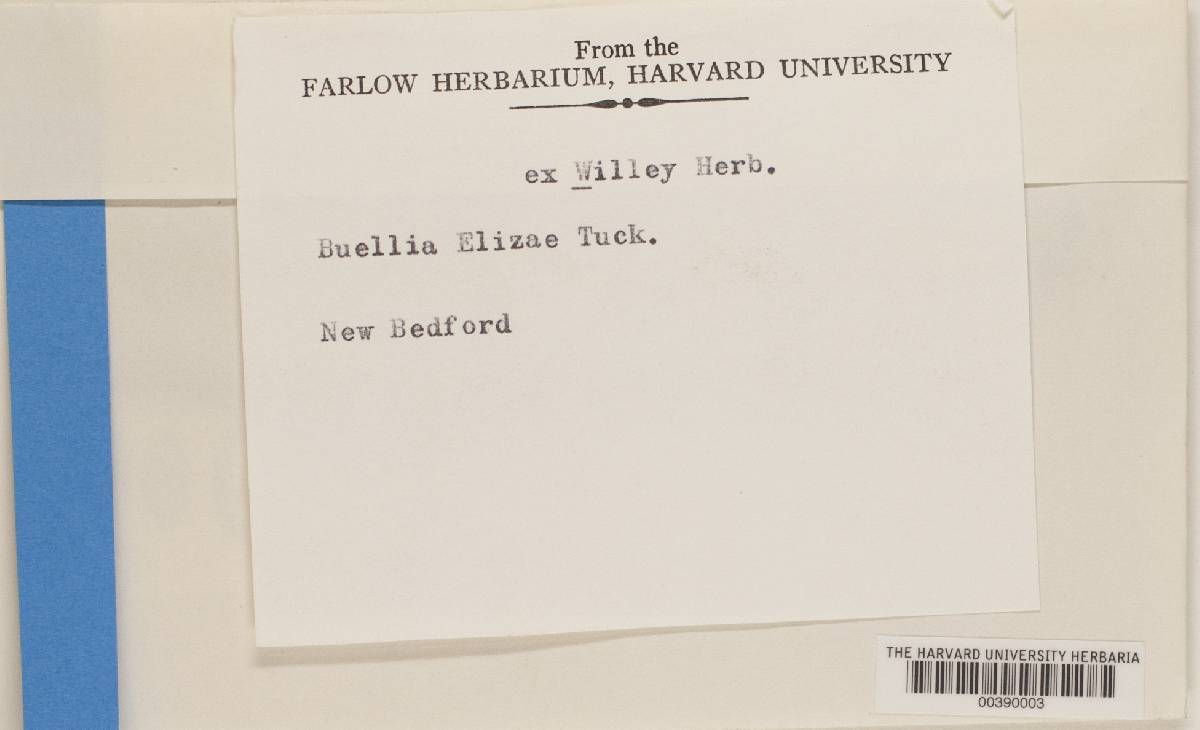 From the
FARLOW HERBARIUM, HARVARD UNIVERSITY
ex Willey Herb.
Buellia Elizae Tuck.
New Bedford
THE HARVARD UNIVERSITY HERBARIA
00390003